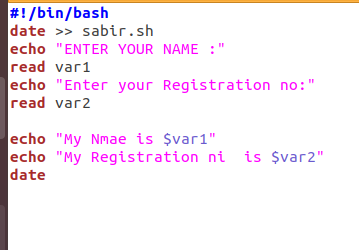 #!/bin/bash
date >> sabir.sh
echo "ENTER YOUR NAME :"
read var1
echo "Enter your Registration no:"
read var2

echo "My Nmae is $var1"
echo "My Registration ni  is $var2"
date